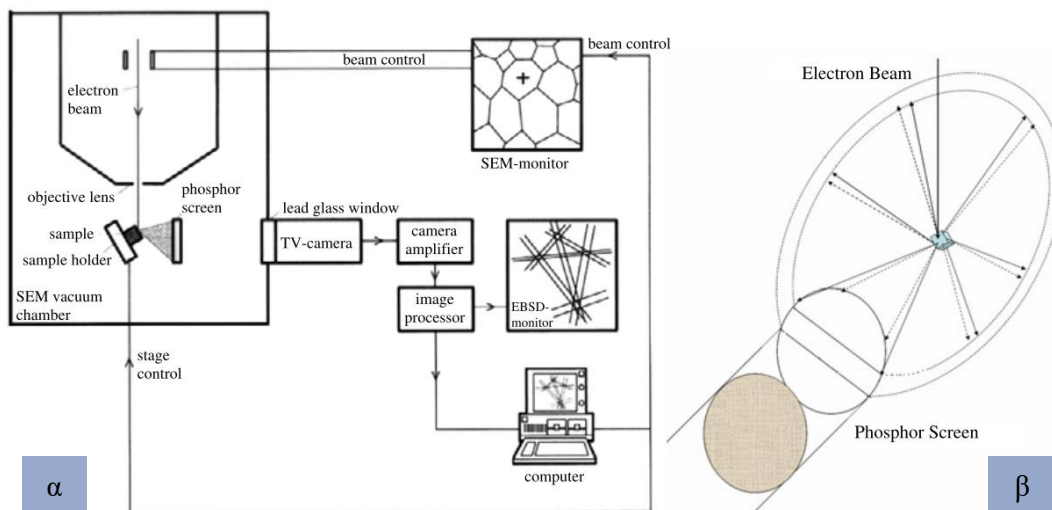 beam control
beam control
electron
beam
SEM-monitor
objective lens
phosphor
screen
lead glass window
sample
sample holder
TV-camera
camera
amplifier
SEM vacuum
chamber
image
processor
EBSD-
monitor
stage
control
computer
α
Electron Beam
Phosphor Screen
β